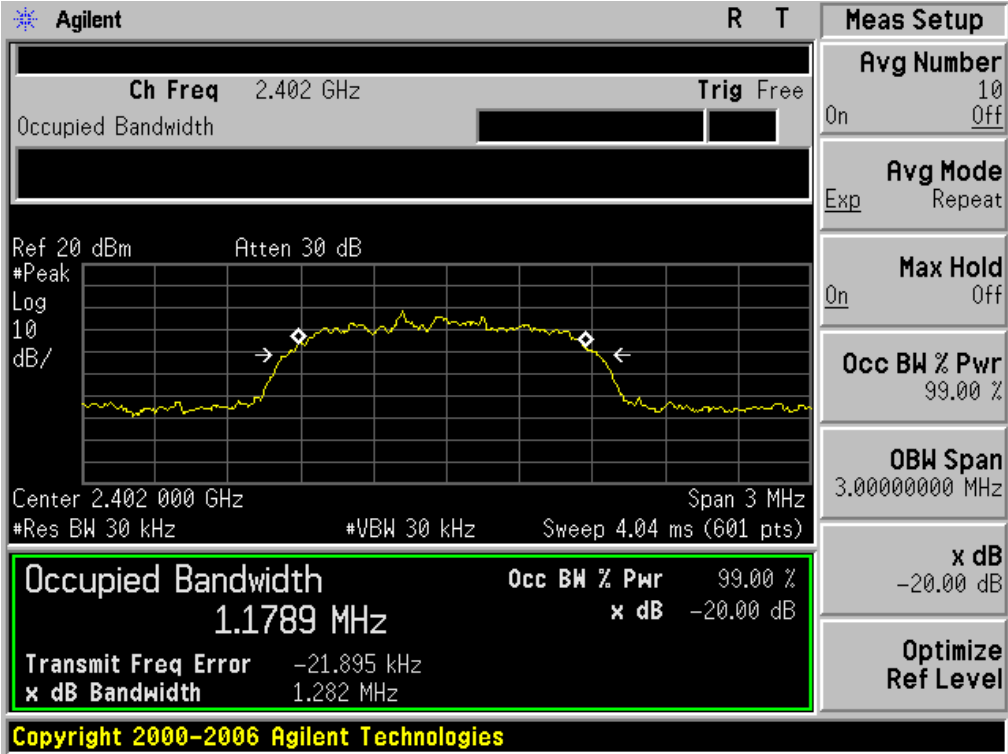 Agilent R T
Ch Freq 2.402 GHz Trig Free
Occupied Bandwidth
Ref 20 dBm Atten 30 dB
#Peak
Log
10
dB/
Center 2.402 000 GHz Span 3 MHz
#Res BW 30 kHz #VBW 30 kHz Sweep 4.04 ms (601 pts)
Occupied Bandwidth
1.1789 MHz
Occ BW % Pwr 99.00 %
x dB -20.00 dB
Transmit Freq Error -21.895 kHz
x dB Bandwidth 1.282 MHz
Meas Setup
Avg Number
10
On Off
Avg Mode
Exp Repeat
Max Hold
On Off
Occ BW % Pwr
99.00 %
OBW Span
3.00000000 MHz
x dB
-20.00 dB
Optimize
Ref Level
Copyright 2000-2006 Agilent Technologies